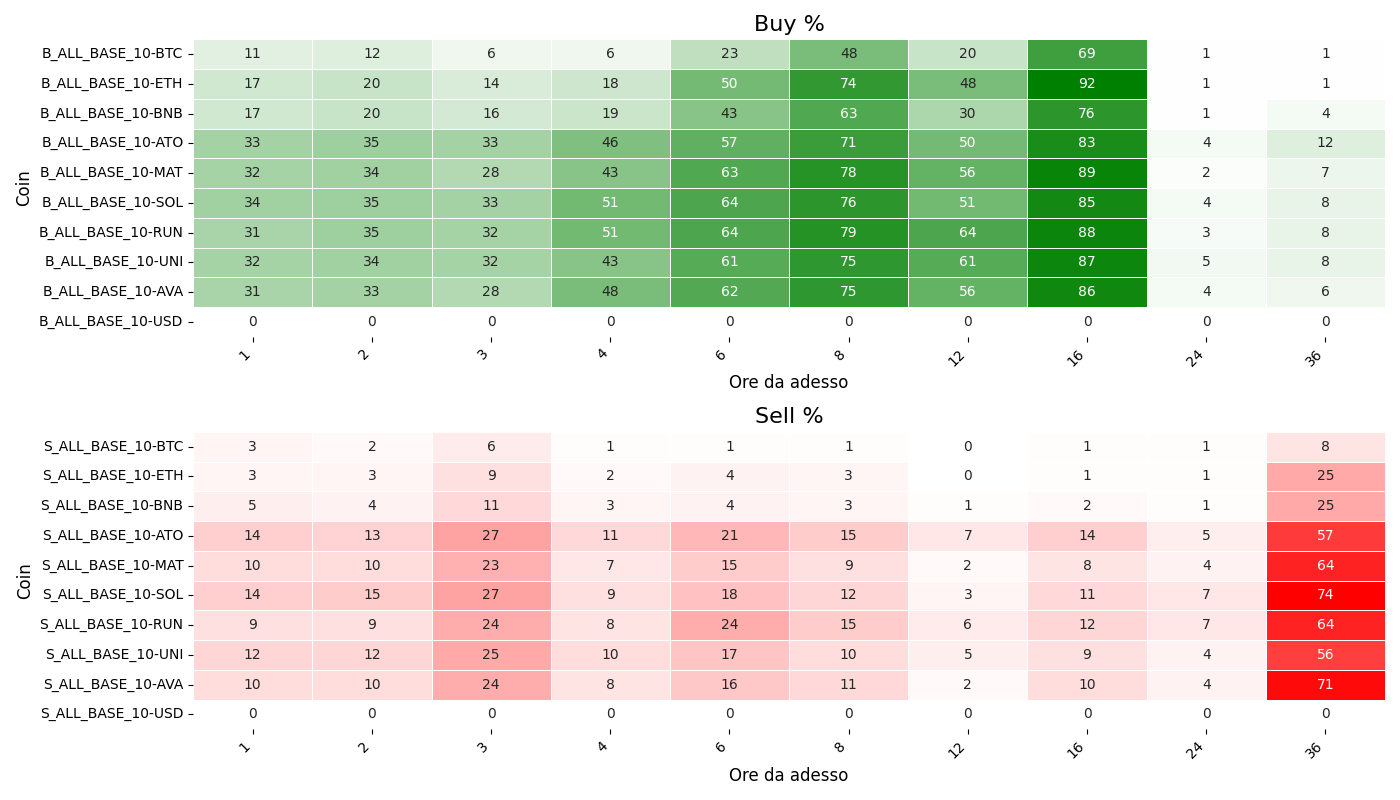 Buy %
Coin
B_ALL_BASE_10-BTC 11 12 6 6 23 48 20 69 1 1
B_ALL_BASE_10-ETH 17 20 14 18 50 74 48 92 1 1
B_ALL_BASE_10-BNB 17 20 16 19 43 63 30 76 1 4
B_ALL_BASE_10-ATO 33 35 33 46 57 71 50 83 4 12
B_ALL_BASE_10-MAT 32 34 28 43 63 78 56 89 2 7
B_ALL_BASE_10-SOL 34 35 33 51 64 76 51 85 4 8
B_ALL_BASE_10-RUN 31 35 32 51 64 79 64 88 3 8
B_ALL_BASE_10-UNI 32 34 32 43 61 75 61 87 5 8
B_ALL_BASE_10-AVA 31 33 28 48 62 75 56 86 4 6
B_ALL_BASE_10-USD 0 0 0 0 0 0 0 0 0 0
1 2 3 4 6 8 12 16 24 36
Ore da adesso
Sell %
Coin
S_ALL_BASE_10-BTC 3 2 6 1 1 1 0 1 1 8
S_ALL_BASE_10-ETH 3 3 9 2 4 3 0 1 1 25
S_ALL_BASE_10-BNB 5 4 11 3 4 3 1 2 1 25
S_ALL_BASE_10-ATO 14 13 27 11 21 15 7 14 5 57
S_ALL_BASE_10-MAT 10 10 23 7 15 9 2 8 4 64
S_ALL_BASE_10-SOL 14 15 27 9 18 12 3 11 7 74
S_ALL_BASE_10-RUN 9 9 24 8 24 15 6 12 7 64
S_ALL_BASE_10-UNI 12 12 25 10 17 10 5 9 4 56
S_ALL_BASE_10-AVA 10 10 24 8 16 11 2 10 4 71
S_ALL_BASE_10-USD 0 0 0 0 0 0 0 0 0 0
1 2 3 4 6 8 12 16 24 36
Ore da adesso